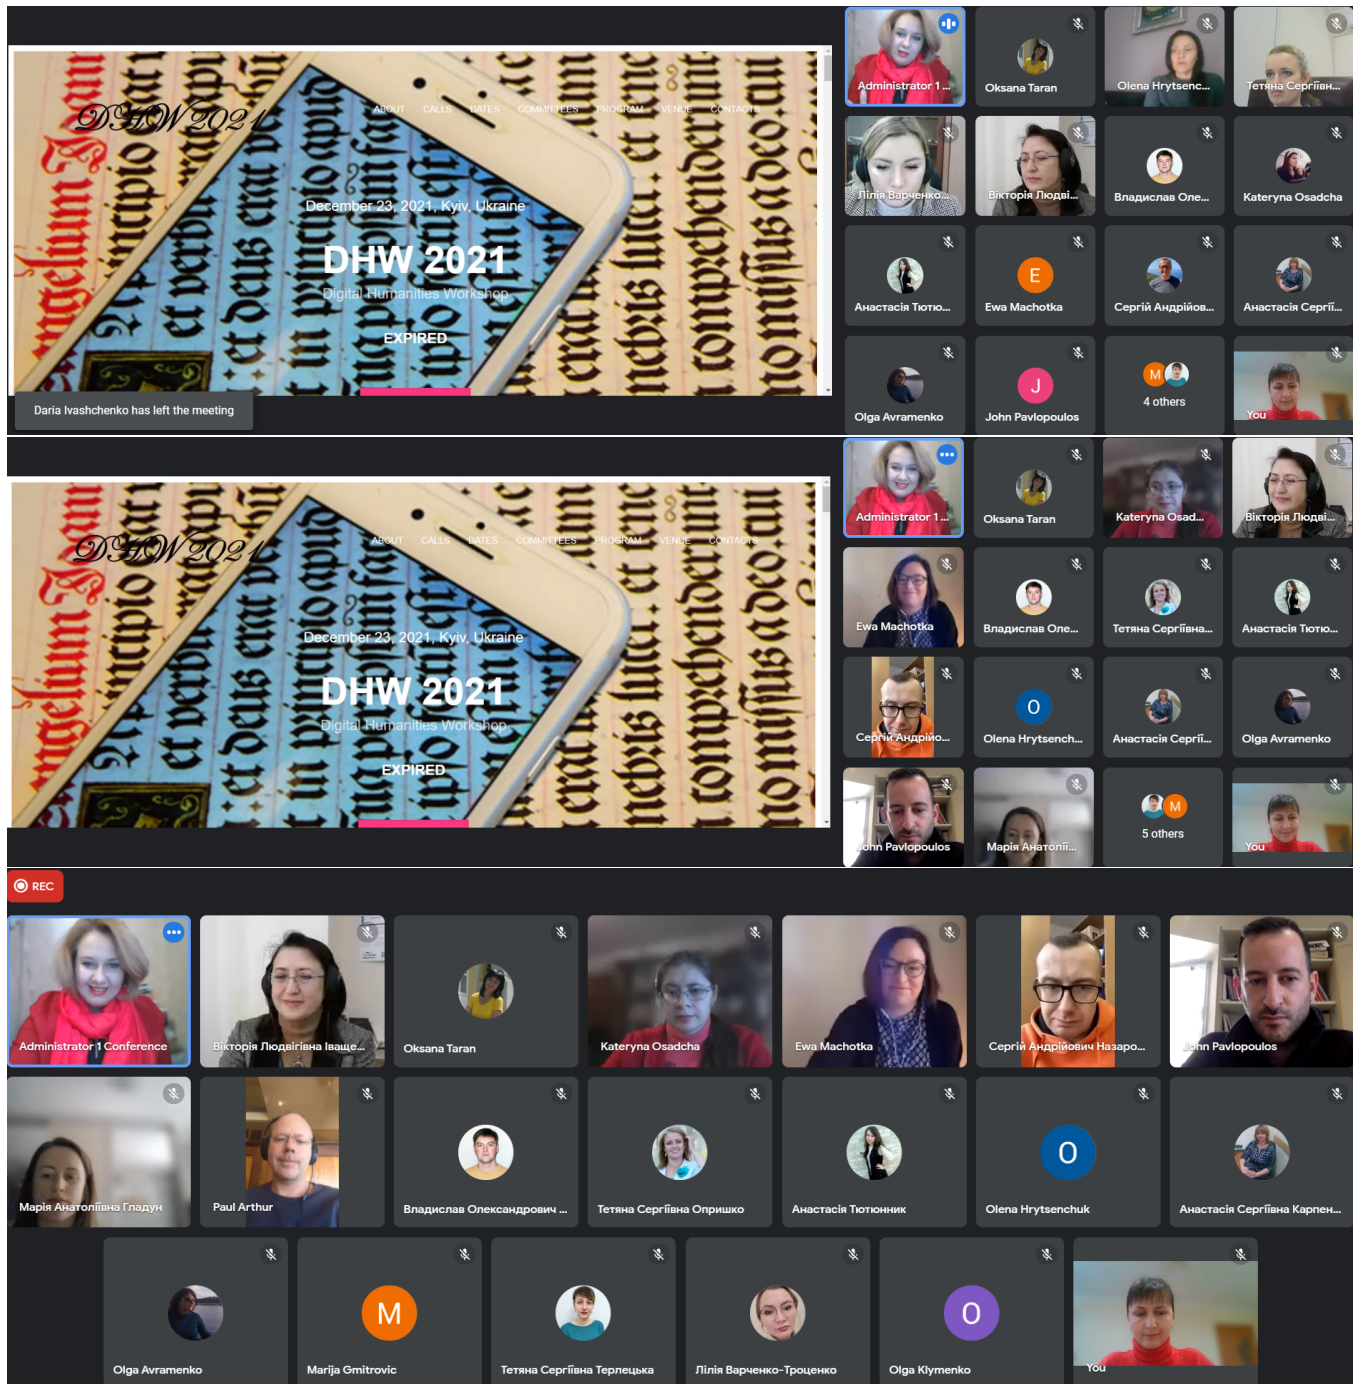 DHW 2021
ABOUT CALLS DATES COMMITTEES PROGRAM VENUE CONTACTS
December 23, 2021, Kyiv, Ukraine
DHW 2021
Digital Humanities Workshop
EXPIRED
Daria Ivashchenko has left the meeting
Administrator 1 ...
Oksana Taran
Olena Hrytsenc...
Тетяна Сергіївн...
Лілія Варченко...
Вікторія Людві...
Владислав Оле...
Kateryna Osadcha
Анастасія Тютю...
E
Ewa Machotka
Сергій Андрійов...
Анастасія Сергії...
Olga Avramenko
J
John Pavlopoulos
M
4 others
You
DHW 2021
ABOUT CALLS DATES COMMITTEES PROGRAM VENUE CONTACTS
December 23, 2021, Kyiv, Ukraine
DHW 2021
Digital Humanities Workshop
EXPIRED
Administrator 1 ...
Oksana Taran
Kateryna Osad...
Вікторія Людві...
Ewa Machotka
Владислав Оле...
Тетяна Сергіївна...
Анастасія Тютю...
Сергій Андрійо...
O
Olena Hrytsench...
Анастасія Сергії...
Olga Avramenko
John Pavlopoulos
Марія Анатолії...
M
5 others
You
REC
Administrator 1 Conference
Вікторія Людвігівна Іваще...
Oksana Taran
Kateryna Osadcha
Ewa Machotka
Сергій Андрійович Назаро...
John Pavlopoulos
Марія Анатоліївна Гладун
Paul Arthur
Владислав Олександрович ...
Тетяна Сергіївна Опришко
Анастасія Тютюнник
O
Olena Hrytsenchuk
Анастасія Сергіївна Карпен...
Olga Avramenko
M
Marija Gmitrovic
Тетяна Сергіївна Терлецька
Лілія Варченко-Троценко
O
Olga Klymenko
You